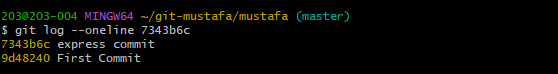 203@203-004 MINGW64 ~/git-mustafa/mustafa (master)
$ git log --oneline 7343b6c
7343b6c express commit
9d48240 First Commit